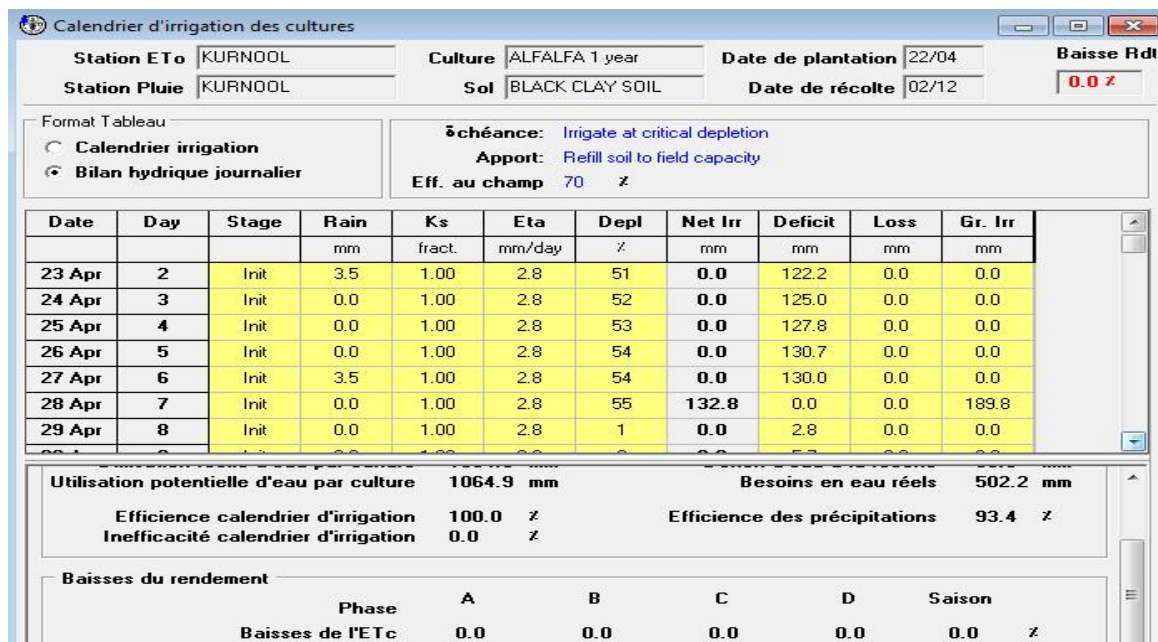 Calendrier d'irrigation des cultures
Station ETo KURNOOL Culture ALFALFA 1 year Date de plantation 22/04 Baisse Rdt
Station Pluie KURNOOL Sol BLACK CLAY SOIL Date de récolte 02/12 0.0 %
Format Tableau
Calendrier irrigation
Bilan hydrique journalier
õchéance: Irrigate at critical depletion
Apport: Refill soil to field capacity
Eff. au champ 70 %
Date Day Stage Rain Ks Eta Depl Net Irr Deficit Loss Gr. Irr
mm fract. mm/day % mm mm mm mm
23 Apr 2 Init 3.5 1.00 2.8 51 0.0 122.2 0.0 0.0
24 Apr 3 Init 0.0 1.00 2.8 52 0.0 125.0 0.0 0.0
25 Apr 4 Init 0.0 1.00 2.8 53 0.0 127.8 0.0 0.0
26 Apr 5 Init 0.0 1.00 2.8 54 0.0 130.7 0.0 0.0
27 Apr 6 Init 3.5 1.00 2.8 54 0.0 130.0 0.0 0.0
28 Apr 7 Init 0.0 1.00 2.8 55 132.8 0.0 0.0 189.8
29 Apr 8 Init 0.0 1.00 2.8 1 0.0 2.8 0.0 0.0
Utilisation potentielle d'eau par culture 1064.9 mm Besoins en eau réels 502.2 mm
Efficience calendrier d'irrigation 100.0 % Efficience des précipitations 93.4 %
Inefficacité calendrier d'irrigation 0.0 %
Baisses du rendement
Phase A B C D Saison
Baisses de l'ETc 0.0 0.0 0.0 0.0 0.0 %